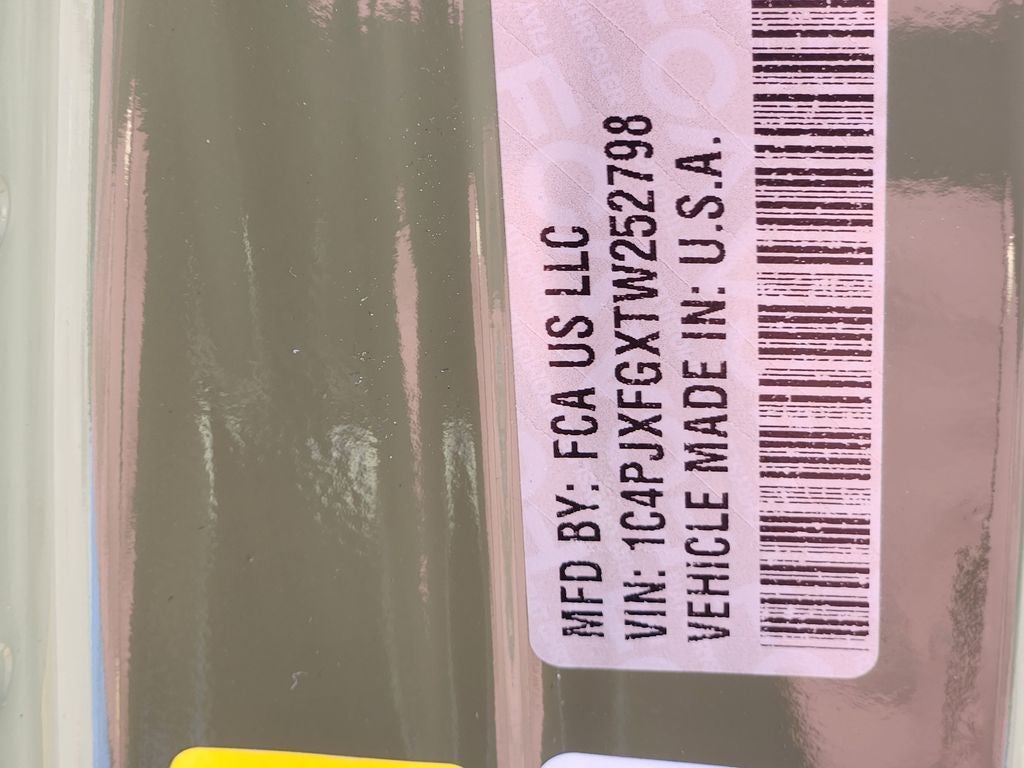 MFD BY: FCA US LLC
VIN: 1C4PJXFGXTW252798
VEHICLE MADE IN: U.S.A.